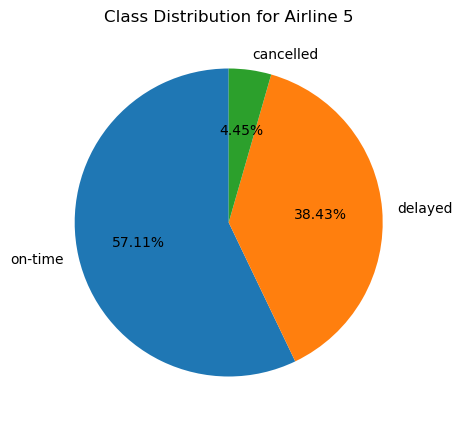 Class Distribution for Airline 5
cancelled
4.45%
delayed
38.43%
57.11%
on-time